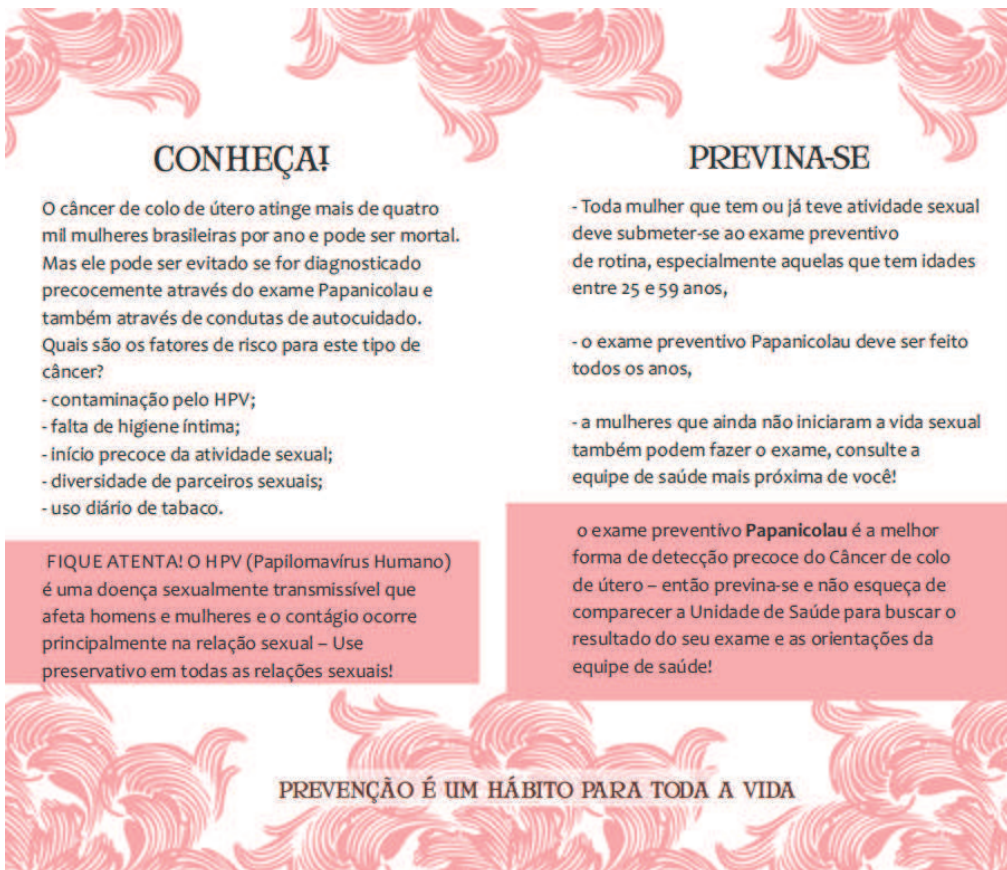 CONHEÇA!
O câncer de colo de útero atinge mais de quatro
mil mulheres brasileiras por ano e pode ser mortal.
Mas ele pode ser evitado se for diagnosticado
precocemente através do exame Papanicolau e
também através de condutas de autocuidado.
Quais são os fatores de risco para este tipo de
câncer?
- contaminação pelo HPV;
- falta de higiene íntima;
- início precoce da atividade sexual;
- diversidade de parceiros sexuais;
- uso diário de tabaco.
FIQUE ATENTA! O HPV (Papilomavírus Humano)
é uma doença sexualmente transmissível que
afeta homens e mulheres e o contágio ocorre
principalmente na relação sexual – Use
preservativo em todas as relações sexuais!
PREVINA-SE
- Toda mulher que tem ou já teve atividade sexual
deve submeter-se ao exame preventivo
de rotina, especialmente aquelas que tem idades
entre 25 e 59 anos,
- o exame preventivo Papanicolau deve ser feito
todos os anos,
- a mulheres que ainda não iniciaram a vida sexual
também podem fazer o exame, consulte a
equipe de saúde mais próxima de você!
o exame preventivo Papanicolau é a melhor
forma de detecção precoce do Câncer de colo
de útero – então previna-se e não esqueça de
comparecer a Unidade de Saúde para buscar o
resultado do seu exame e as orientações da
equipe de saúde!
PREVENÇÃO É UM HÁBITO PARA TODA A VIDA